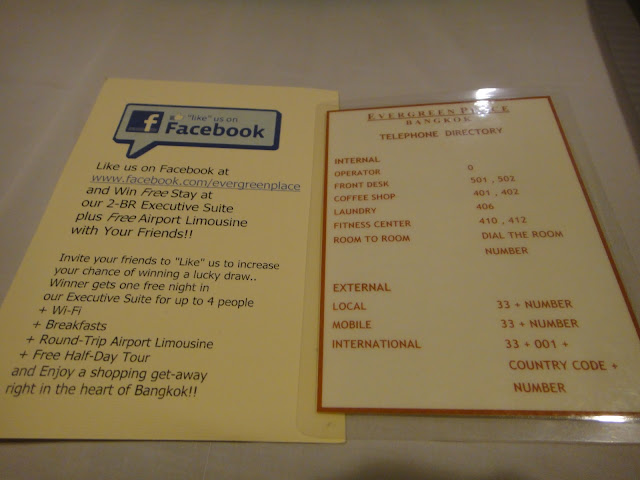 "like" us on
Facebook
Like us on Facebook at
www.facebook.com/evergreenplace
and Win Free Stay at
our 2-BR Executive Suite
plus Free Airport Limousine
with Your Friends!!
Invite your friends to "Like" us to increase
your chance of winning a lucky draw..
Winner gets one free night in
our Executive Suite for up to 4 people
+ Wi-Fi
+ Breakfasts
+ Round-Trip Airport Limousine
+ Free Half-Day Tour
and Enjoy a shopping get-away
right in the heart of Bangkok!!
EVERGREEN PLACE
BANGKOK
TELEPHONE DIRECTORY
INTERNAL
OPERATOR 0
FRONT DESK 501 , 502
COFFEE SHOP 401 , 402
LAUNDRY 406
FITNESS CENTER 410 , 412
ROOM TO ROOM DIAL THE ROOM
NUMBER
EXTERNAL
LOCAL 33 + NUMBER
MOBILE 33 + NUMBER
INTERNATIONAL 33 + 001 +
COUNTRY CODE +
NUMBER